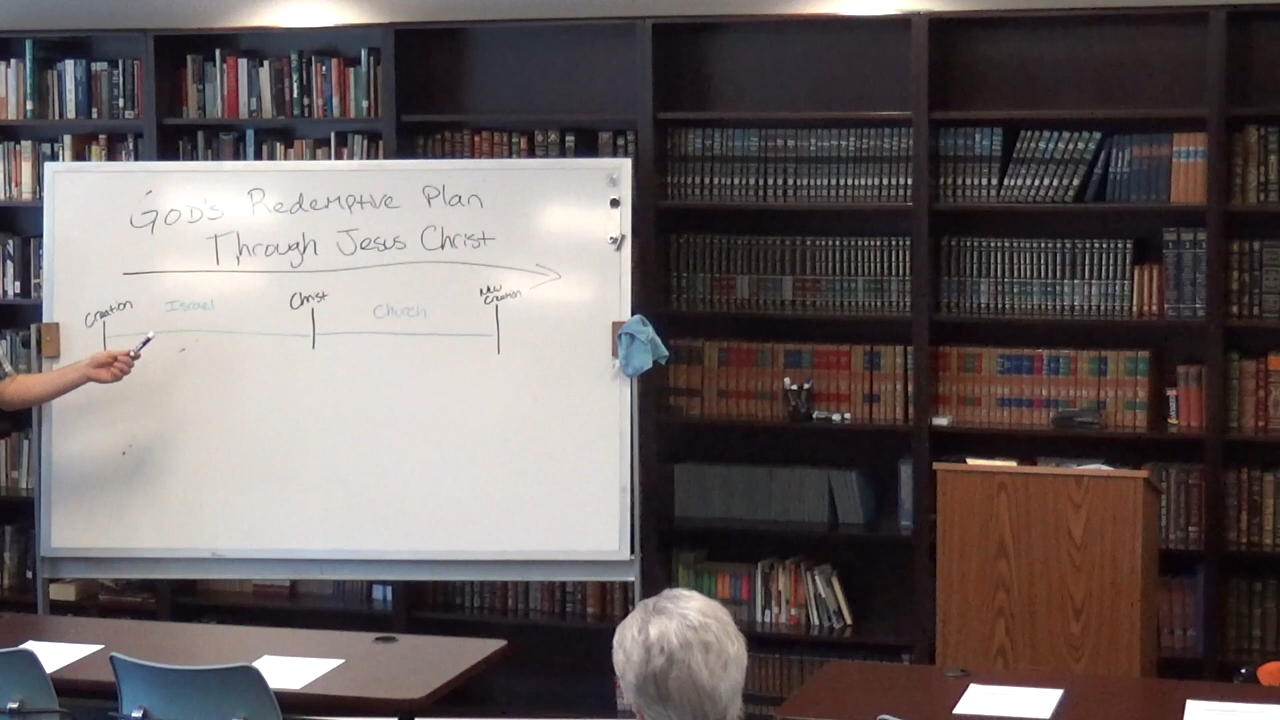 GOD's Redemptive Plan
Through Jesus Christ
Creation
Israel
Christ
Church
New
Creation